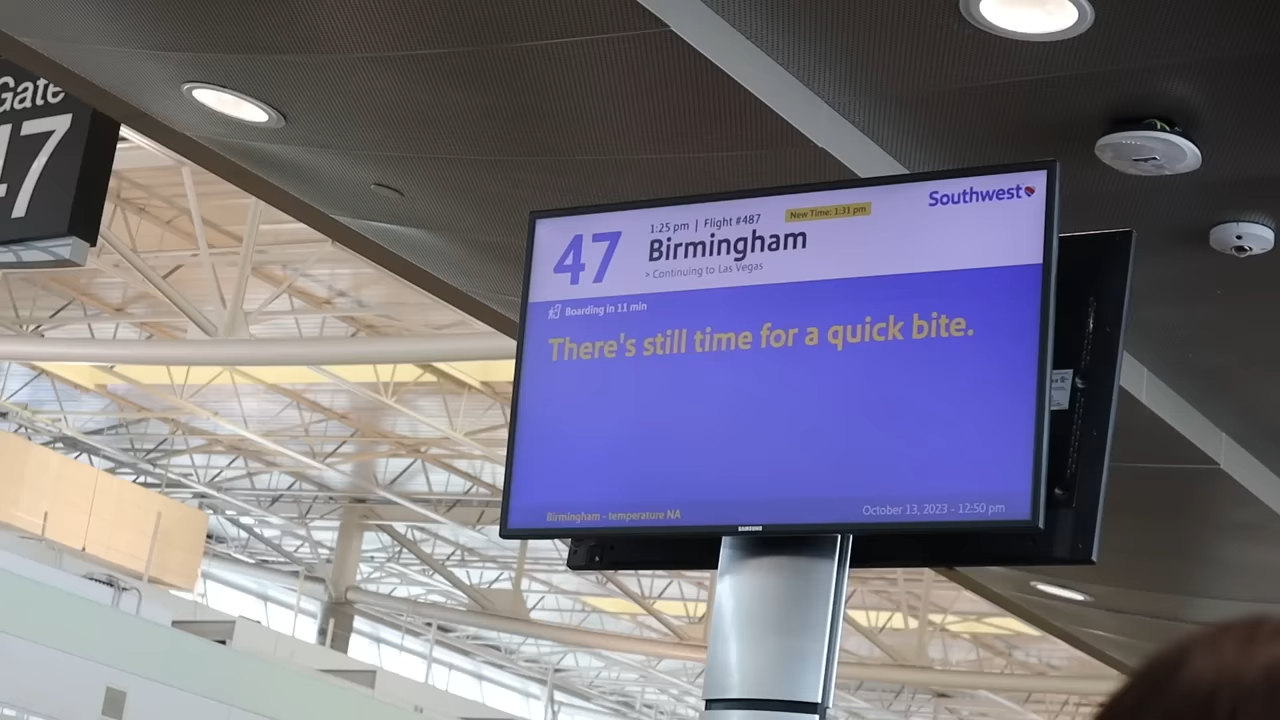 Gate
47
47
1:25 pm | Flight #487
New Time: 1:31 pm
Southwest
Birmingham
> Continuing to Las Vegas
Boarding in 11 min
There's still time for a quick bite.
Birmingham - temperature NA
October 13, 2023 - 12:50 pm
SAMSUNG